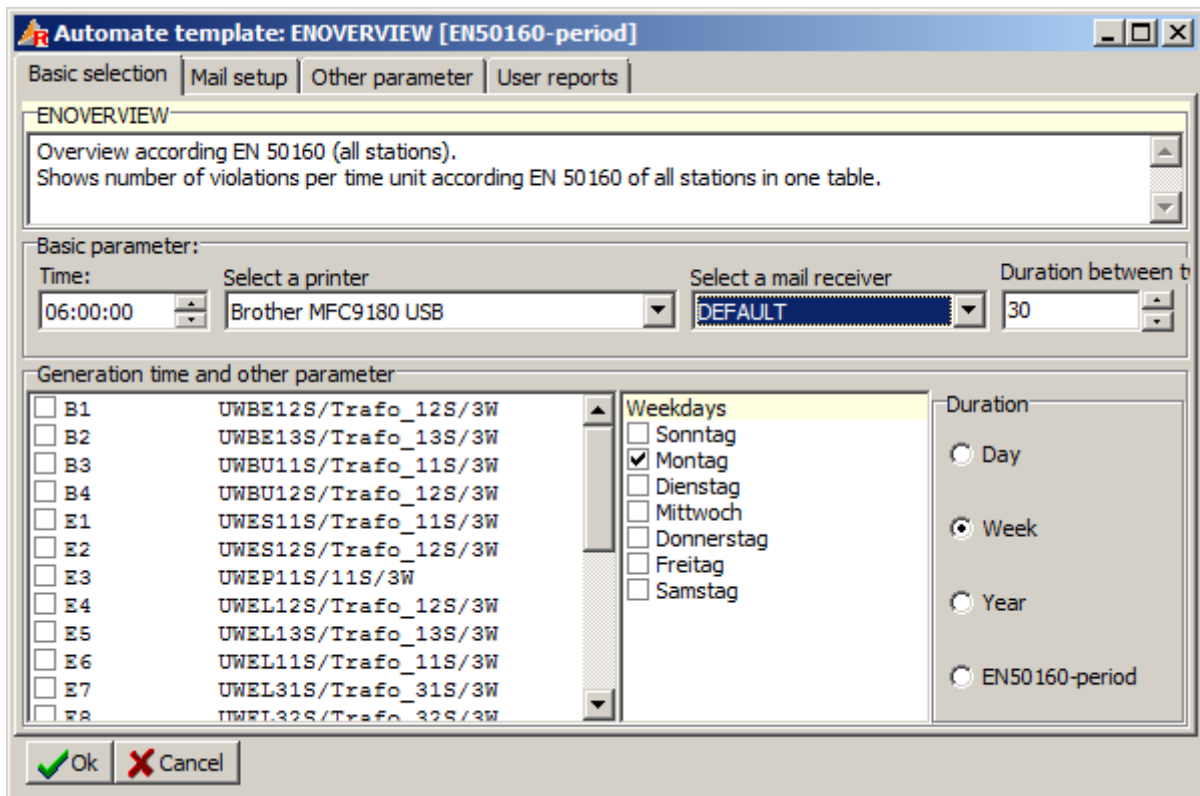 Automate template: ENOVERVIEW [EN50160-period]
Basic selection Mail setup Other parameter User reports
ENOVERVIEW
Overview according EN 50160 (all stations).
Shows number of violations per time unit according EN 50160 of all stations in one table.
Basic parameter:
Time: Select a printer Select a mail receiver Duration between
06:00:00 Brother MFC9180 USB DEFAULT 30
Generation time and other parameter
B1 UWBE12S/Trafo_12S/3W
B2 UWBE13S/Trafo_13S/3W
B3 UWBU11S/Trafo_11S/3W
B4 UWBU12S/Trafo_12S/3W
E1 UWES11S/Trafo_11S/3W
E2 UWES12S/Trafo_12S/3W
E3 UWEP11S/11S/3W
E4 UWEL12S/Trafo_12S/3W
E5 UWEL13S/Trafo_13S/3W
E6 UWEL11S/Trafo_11S/3W
E7 UWEL31S/Trafo_31S/3W
E8 UWEL32S/Trafo_32S/3W
Weekdays
Sonntag
Montag
Dienstag
Mittwoch
Donnerstag
Freitag
Samstag
Duration
Day
Week
Year
EN50160-period
Ok Cancel